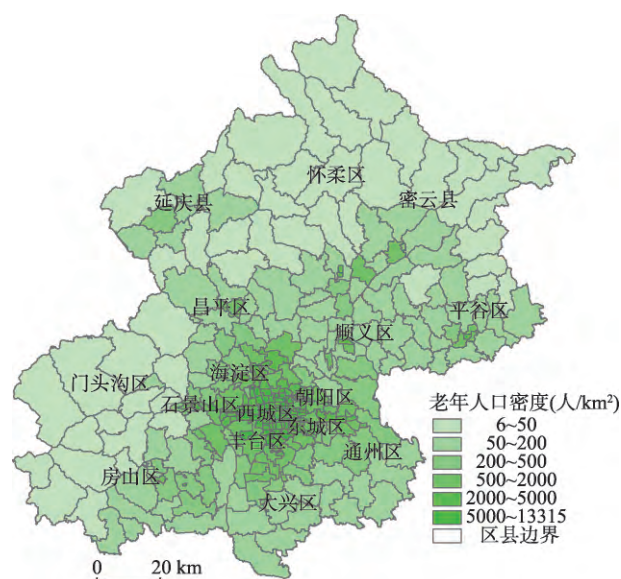 怀柔区
密云县
延庆县
昌平区
平谷区
顺义区
海淀区
门头沟区
朝阳区
石景山区
西城区
东城区
丰台区
通州区
房山区
大兴区
老年人口密度(人/km²)
6~50
50~200
200~500
500~2000
2000~5000
5000~13315
区县边界
0 20 km